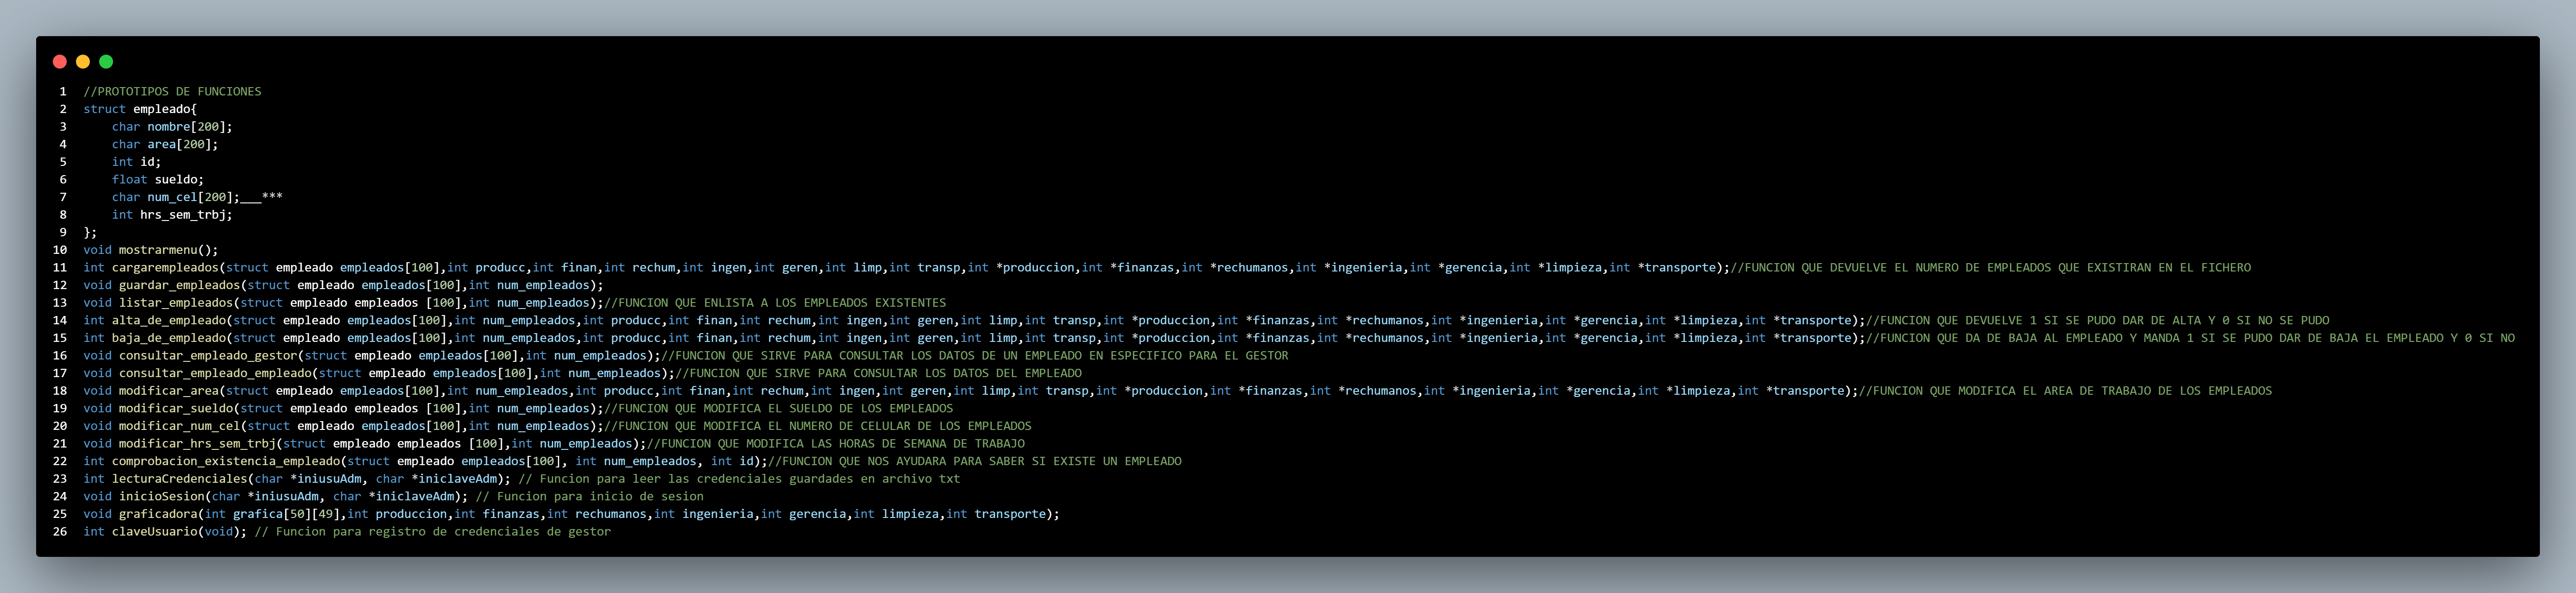 1 //PROTOTIPOS DE FUNCIONES
2 struct empleado{
3     char nombre[200];
4     char area[200];
5     int id;
6     float sueldo;
7     char num_cel[200];___***
8     int hrs_sem_trbj;
9 };
10 void mostrarmenu();
11 int cargarempleados(struct empleado empleados[100],int producc,int finan,int rechum,int ingen,int geren,int limp,int transp,int *produccion,int *finanzas,int *rechumanos,int *ingenieria,int *gerencia,int *limpieza,int *transporte);//FUNCION QUE DEVUELVE EL NUMERO DE EMPLEADOS QUE EXISTIRAN EN EL FICHERO
12 void guardar_empleados(struct empleado empleados[100],int num_empleados);
13 void listar_empleados(struct empleado empleados [100],int num_empleados);//FUNCION QUE ENLISTA A LOS EMPLEADOS EXISTENTES
14 int alta_de_empleado(struct empleado empleados[100],int num_empleados,int producc,int finan,int rechum,int ingen,int geren,int limp,int transp,int *produccion,int *finanzas,int *rechumanos,int *ingenieria,int *gerencia,int *limpieza,int *transporte);//FUNCION QUE DEVUELVE 1 SI SE PUDO DAR DE ALTA Y 0 SI NO SE PUDO
15 int baja_de_empleado(struct empleado empleados[100],int num_empleados,int producc,int finan,int rechum,int ingen,int geren,int limp,int transp,int *produccion,int *finanzas,int *rechumanos,int *ingenieria,int *gerencia,int *limpieza,int *transporte);//FUNCION QUE DA DE BAJA AL EMPLEADO Y MANDA 1 SI SE PUDO DAR DE BAJA EL EMPLEADO Y 0 SI NO
16 void consultar_empleado_gestor(struct empleado empleados[100],int num_empleados);//FUNCION QUE SIRVE PARA CONSULTAR LOS DATOS DE UN EMPLEADO EN ESPECIFICO PARA EL GESTOR
17 void consultar_empleado_empleado(struct empleado empleados[100],int num_empleados);//FUNCION QUE SIRVE PARA CONSULTAR LOS DATOS DEL EMPLEADO
18 void modificar_area(struct empleado empleados[100],int num_empleados,int producc,int finan,int rechum,int ingen,int geren,int limp,int transp,int *produccion,int *finanzas,int *rechumanos,int *ingenieria,int *gerencia,int *limpieza,int *transporte);//FUNCION QUE MODIFICA EL AREA DE TRABAJO DE LOS EMPLEADOS
19 void modificar_sueldo(struct empleado empleados [100],int num_empleados);//FUNCION QUE MODIFICA EL SUELDO DE LOS EMPLEADOS
20 void modificar_num_cel(struct empleado empleados[100],int num_empleados);//FUNCION QUE MODIFICA EL NUMERO DE CELULAR DE LOS EMPLEADOS
21 void modificar_hrs_sem_trbj(struct empleado empleados [100],int num_empleados);//FUNCION QUE MODIFICA LAS HORAS DE SEMANA DE TRABAJO
22 int comprobacion_existencia_empleado(struct empleado empleados[100], int num_empleados, int id);//FUNCION QUE NOS AYUDARA PARA SABER SI EXISTE UN EMPLEADO
23 int lecturaCredenciales(char *iniusuAdm, char *iniclaveAdm); // Funcion para leer las credenciales guardades en archivo txt
24 void inicioSesion(char *iniusuAdm, char *iniclaveAdm); // Funcion para inicio de sesion
25 void graficadora(int grafica[50][49],int produccion,int finanzas,int rechumanos,int ingenieria,int gerencia,int limpieza,int transporte);
26 int claveUsuario(void); // Funcion para registro de credenciales de gestor